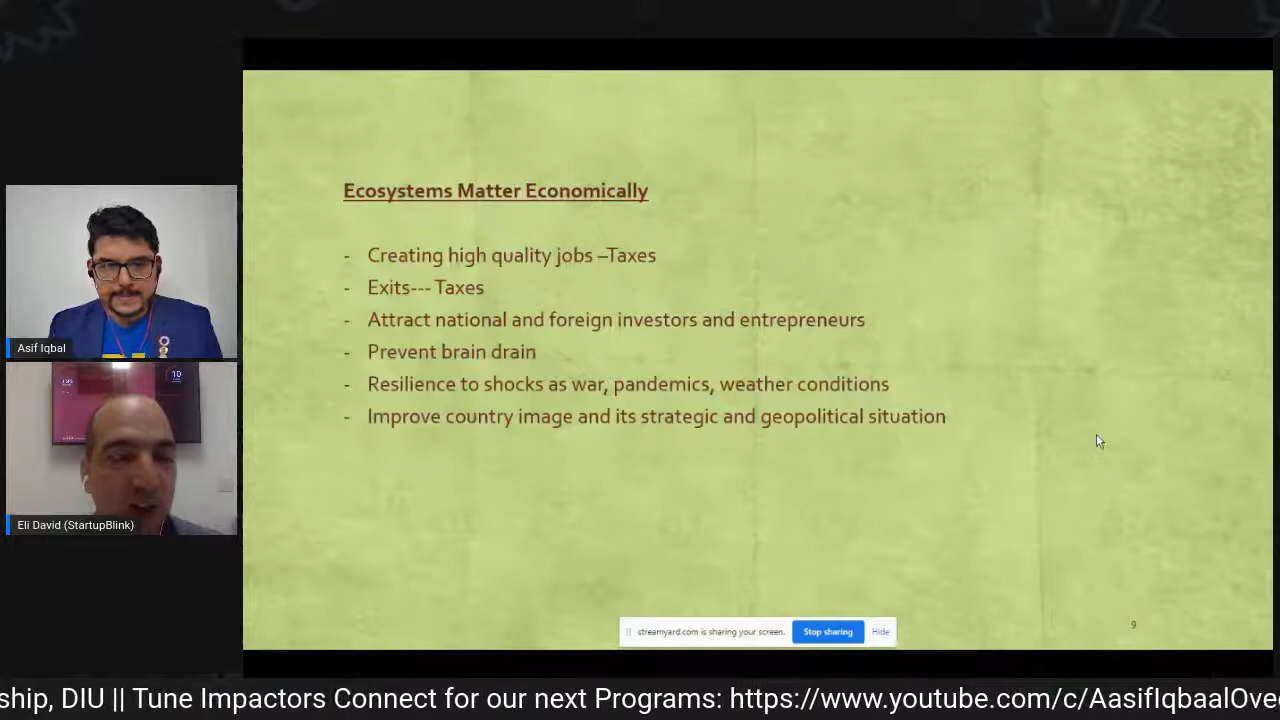 Ecosystems Matter Economically
- Creating high quality jobs –Taxes
- Exits--- Taxes
- Attract national and foreign investors and entrepreneurs
- Prevent brain drain
- Resilience to shocks as war, pandemics, weather conditions
- Improve country image and its strategic and geopolitical situation
Asif Iqbal
10
Eli David (StartupBlink)
streamyard.com is sharing your screen.
Stop sharing
Hide
9
ship, DIU || Tune Impactors Connect for our next Programs: https://www.youtube.com/c/AasifIqbaalOve